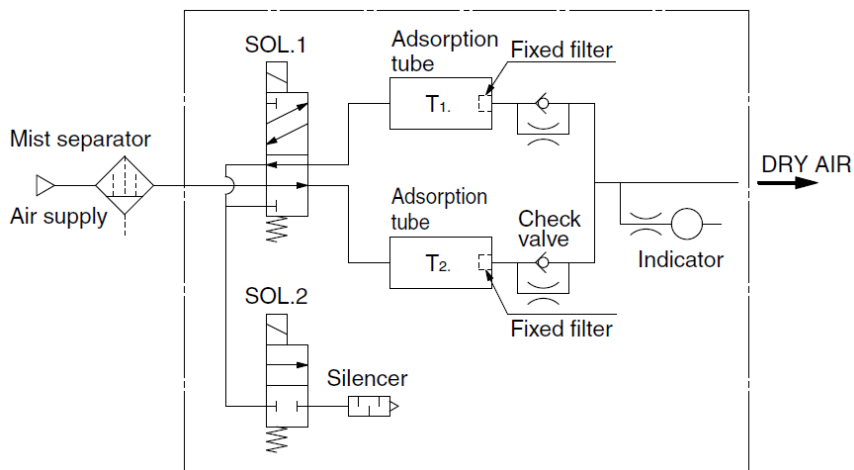 SOL.1
Adsorption
tube
Fixed filter
T1.
Mist separator
Air supply
DRY AIR
Adsorption
tube
Check
valve
T2.
Indicator
SOL.2
Fixed filter
Silencer